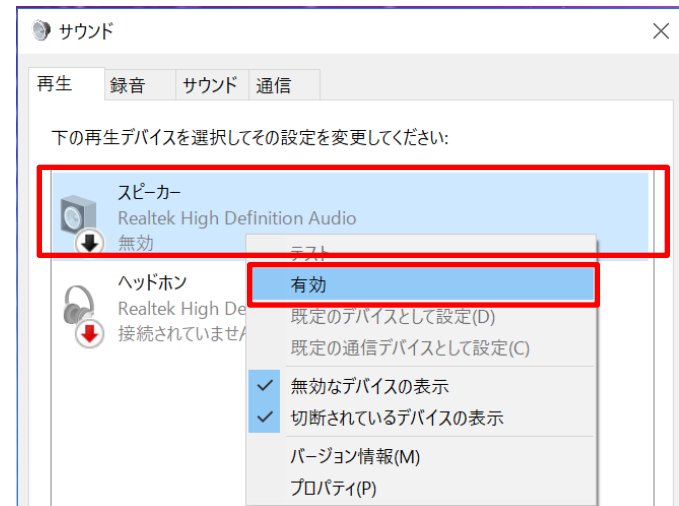 サウンド
再生 録音 サウンド 通信
下の再生デバイスを選択してその設定を変更してください:
スピーカー
Realtek High Definition Audio
無効
ヘッドホン
Realtek High De
接続されていません
テスト
有効
既定のデバイスとして設定(D)
既定の通信デバイスとして設定(C)
無効なデバイスの表示
切断されているデバイスの表示
バージョン情報(M)
プロパティ(P)